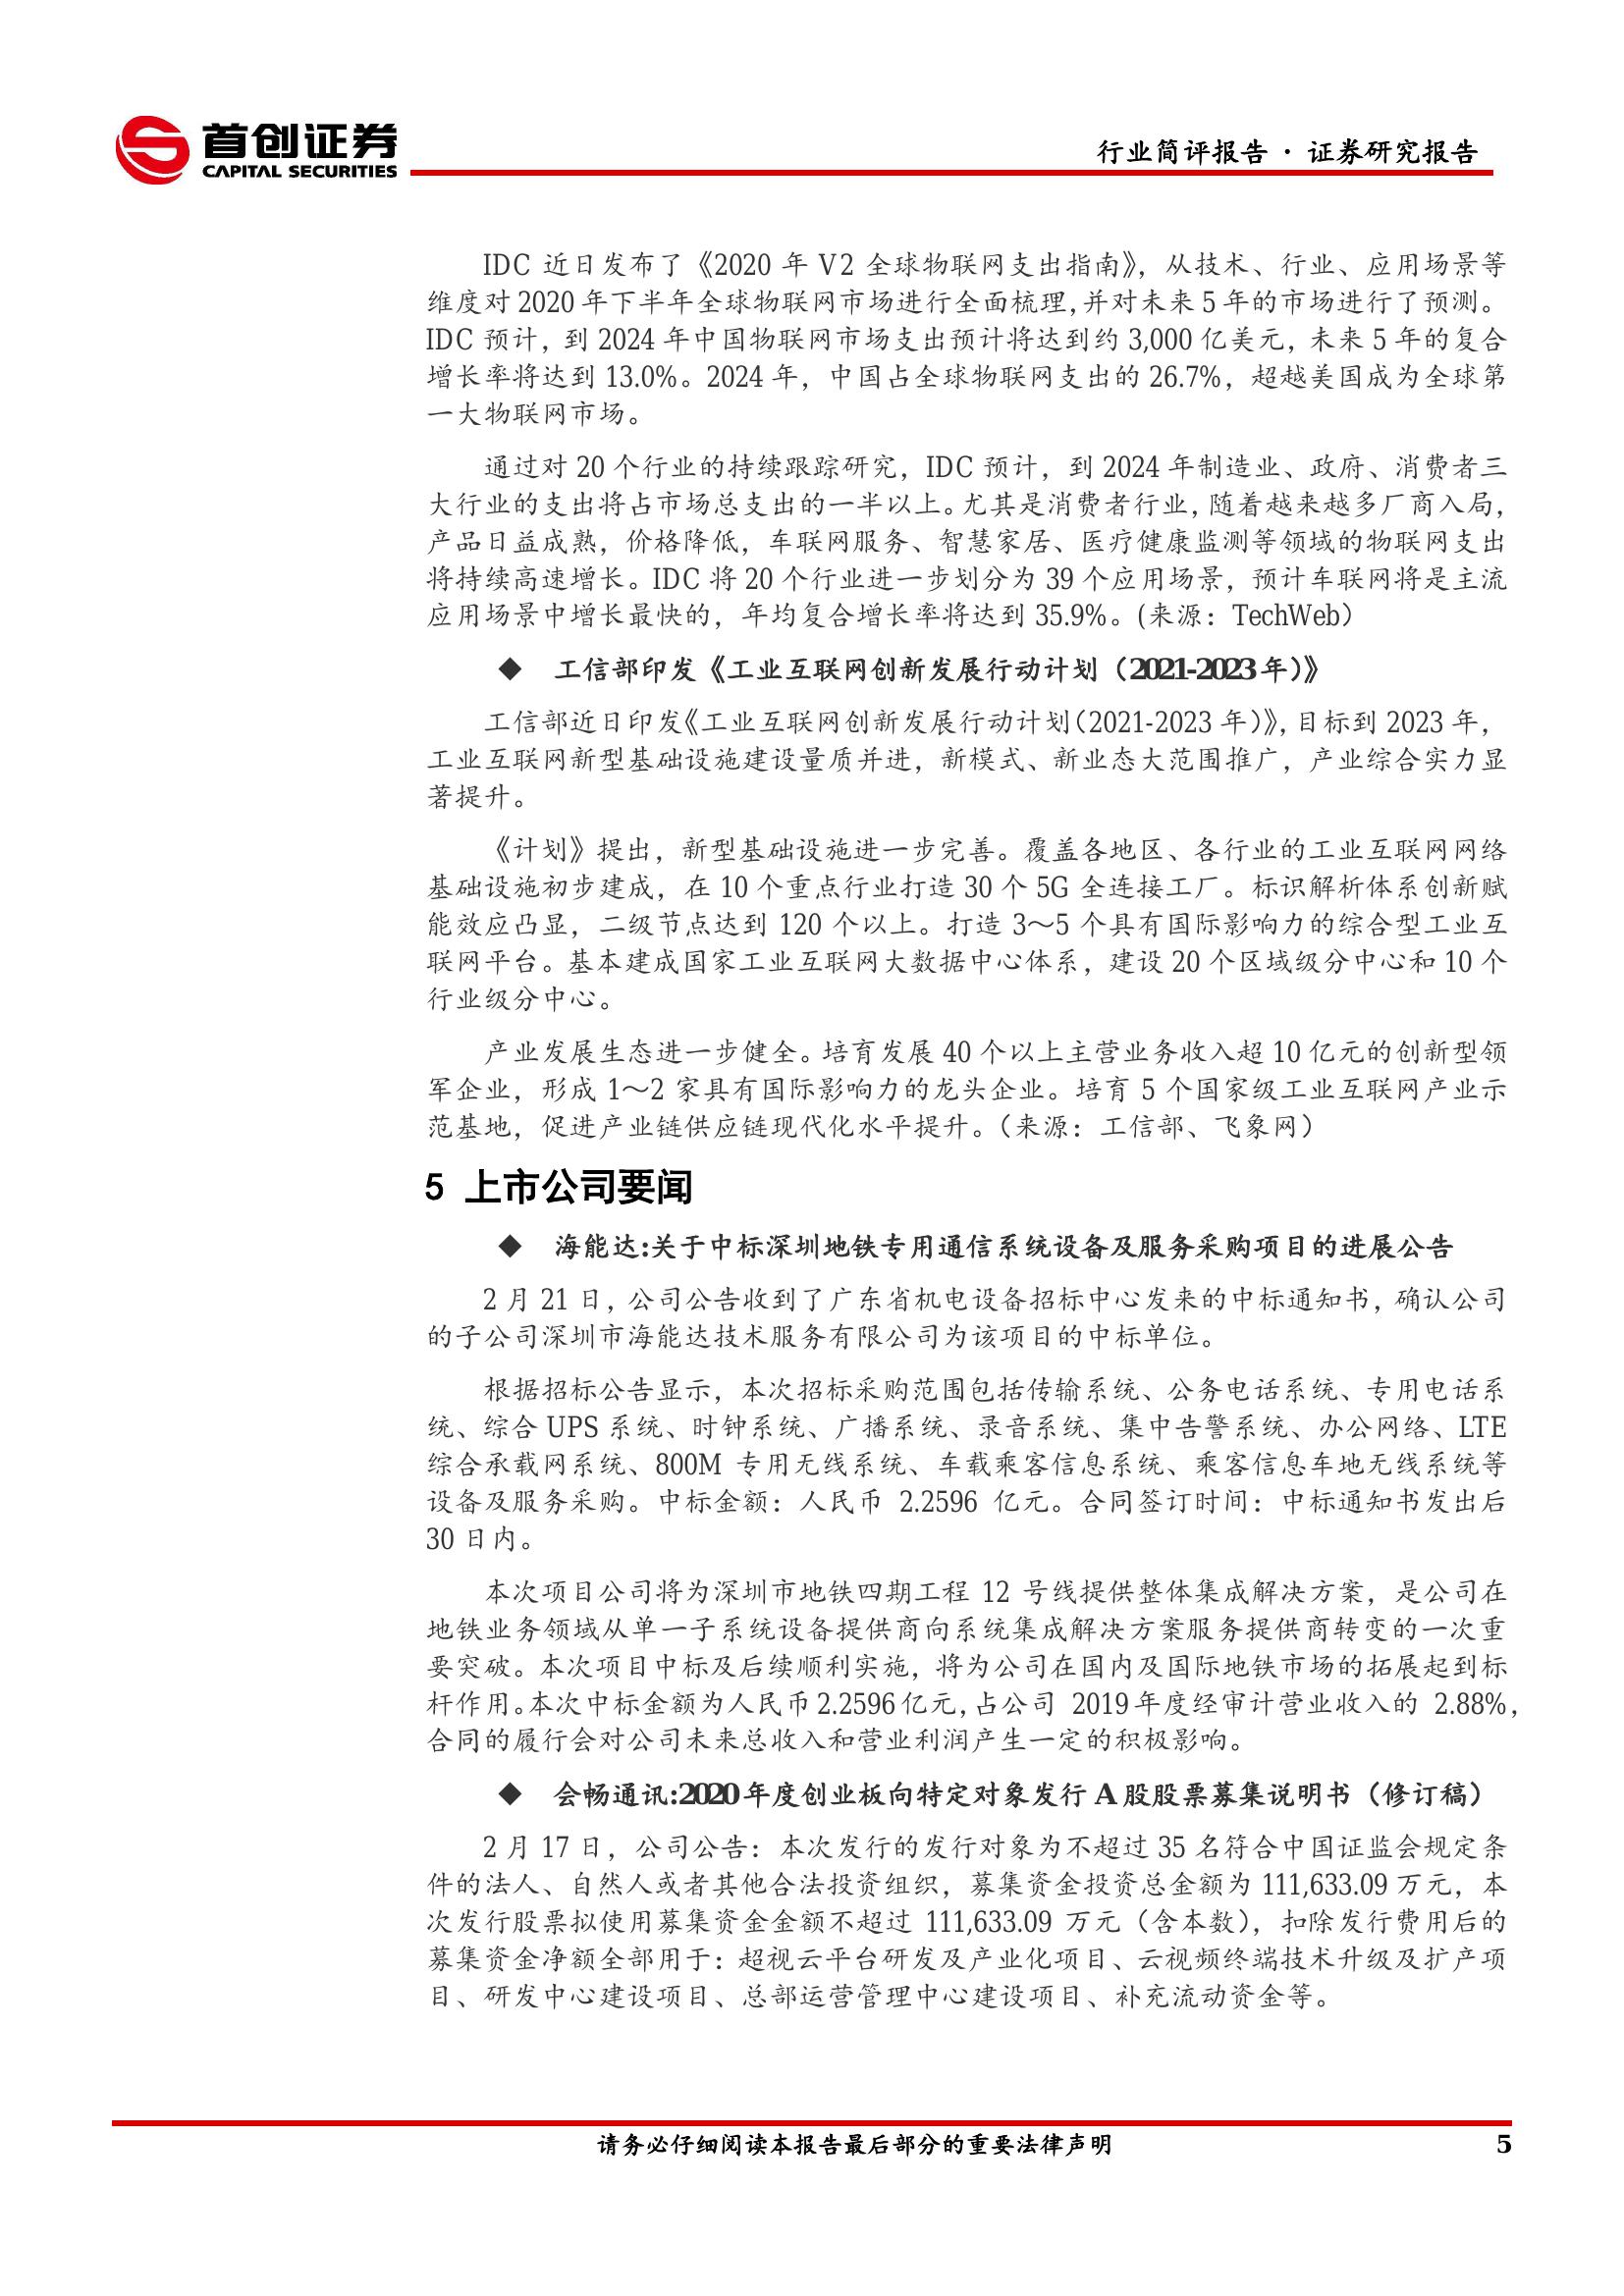 首创证券
CAPITAL SECURITIES
行业简评报告 · 证券研究报告
IDC 近日发布了《2020 年 V2 全球物联网支出指南》，从技术、行业、应用场景等
维度对 2020 年下半年全球物联网市场进行全面梳理，并对未来 5 年的市场进行了预测。
IDC 预计，到 2024 年中国物联网市场支出预计将达到约 3,000 亿美元，未来 5 年的复合
增长率将达到 13.0%。2024 年，中国占全球物联网支出的 26.7%，超越美国成为全球第
一大物联网市场。
通过对 20 个行业的持续跟踪研究，IDC 预计，到 2024 年制造业、政府、消费者三
大行业的支出将占市场总支出的一半以上。尤其是消费者行业，随着越来越多厂商入局，
产品日益成熟，价格降低，车联网服务、智慧家居、医疗健康监测等领域的物联网支出
将持续高速增长。IDC 将 20 个行业进一步划分为 39 个应用场景，预计车联网将是主流
应用场景中增长最快的，年均复合增长率将达到 35.9%。（来源：TechWeb）
◆ 工信部印发《工业互联网创新发展行动计划（2021-2023 年）》
工信部近日印发《工业互联网创新发展行动计划（2021-2023 年）》，目标到 2023 年，
工业互联网新型基础设施建设量质并进，新模式、新业态大范围推广，产业综合实力显
著提升。
《计划》提出，新型基础设施进一步完善。覆盖各地区、各行业的工业互联网网络
基础设施初步建成，在 10 个重点行业打造 30 个 5G 全连接工厂。标识解析体系创新赋
能效应凸显，二级节点达到 120 个以上。打造 3～5 个具有国际影响力的综合型工业互
联网平台。基本建成国家工业互联网大数据中心体系，建设 20 个区域级分中心和 10 个
行业级分中心。
产业发展生态进一步健全。培育发展 40 个以上主营业务收入超 10 亿元的创新型领
军企业，形成 1～2 家具有国际影响力的龙头企业。培育 5 个国家级工业互联网产业示
范基地，促进产业链供应链现代化水平提升。（来源：工信部、飞象网）
5 上市公司要闻
◆ 海能达:关于中标深圳地铁专用通信系统设备及服务采购项目的进展公告
2 月 21 日，公司公告收到了广东省机电设备招标中心发来的中标通知书，确认公司
的子公司深圳市海能达技术服务有限公司为该项目的中标单位。
根据招标公告显示，本次招标采购范围包括传输系统、公务电话系统、专用电话系
统、综合 UPS 系统、时钟系统、广播系统、录音系统、集中告警系统、办公网络、LTE
综合承载网系统、800M 专用无线系统、车载乘客信息系统、乘客信息车地无线系统等
设备及服务采购。中标金额：人民币 2.2596 亿元。合同签订时间：中标通知书发出后
30 日内。
本次项目公司将为深圳市地铁四期工程 12 号线提供整体集成解决方案，是公司在
地铁业务领域从单一子系统设备提供商向系统集成解决方案服务提供商转变的一次重
要突破。本次项目中标及后续顺利实施，将为公司在国内及国际地铁市场的拓展起到标
杆作用。本次中标金额为人民币 2.2596 亿元，占公司 2019 年度经审计营业收入的 2.88%，
合同的履行会对公司未来总收入和营业利润产生一定的积极影响。
◆ 会畅通讯:2020 年度创业板向特定对象发行 A 股股票募集说明书（修订稿）
2 月 17 日，公司公告：本次发行的发行对象为不超过 35 名符合中国证监会规定条
件的法人、自然人或者其他合法投资组织，募集资金投资总金额为 111,633.09 万元，本
次发行股票拟使用募集资金金额不超过 111,633.09 万元（含本数），扣除发行费用后的
募集资金净额全部用于：超视云平台研发及产业化项目、云视频终端技术升级及扩产项
目、研发中心建设项目、总部运营管理中心建设项目、补充流动资金等。
请务必仔细阅读本报告最后部分的重要法律声明
5